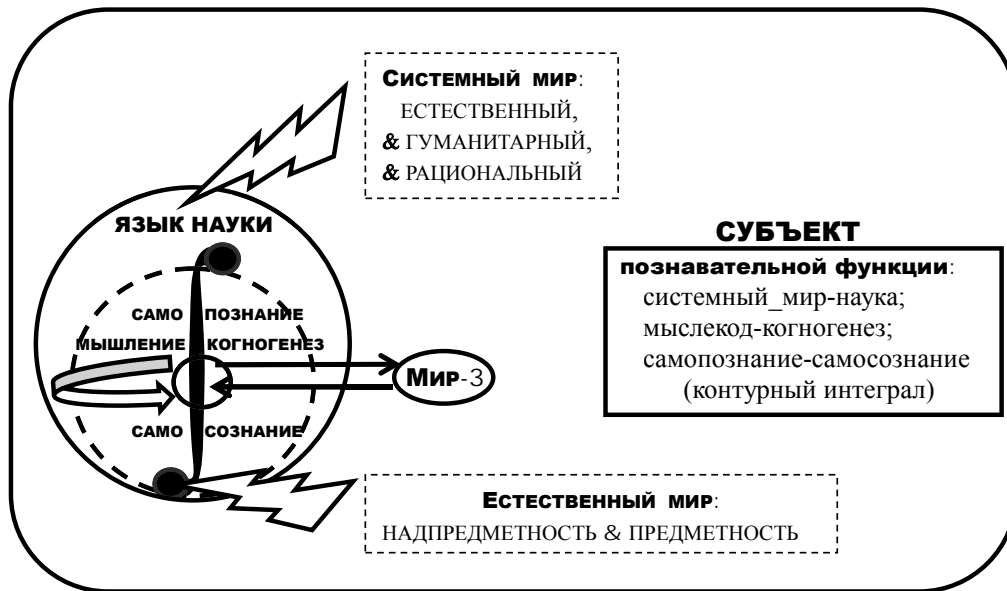 СИСТЕМНЫЙ МИР:
ЕСТЕСТВЕННЫЙ,
& ГУМАНИТАРНЫЙ,
& РАЦИОНАЛЬНЫЙ
ЯЗЫК НАУКИ
САМО ПОЗНАНИЕ
МЫШЛЕНИЕ КОГНОГЕНЕЗ
САМО СОЗНАНИЕ
МИР-3
СУБЪЕКТ
познавательной функции:
системный_мир-наука;
мыслекод-когногенез;
самопознание-самосознание
(контурный интеграл)
ЕСТЕСТВЕННЫЙ МИР:
НАДПРЕДМЕТНОСТЬ & ПРЕДМЕТНОСТЬ